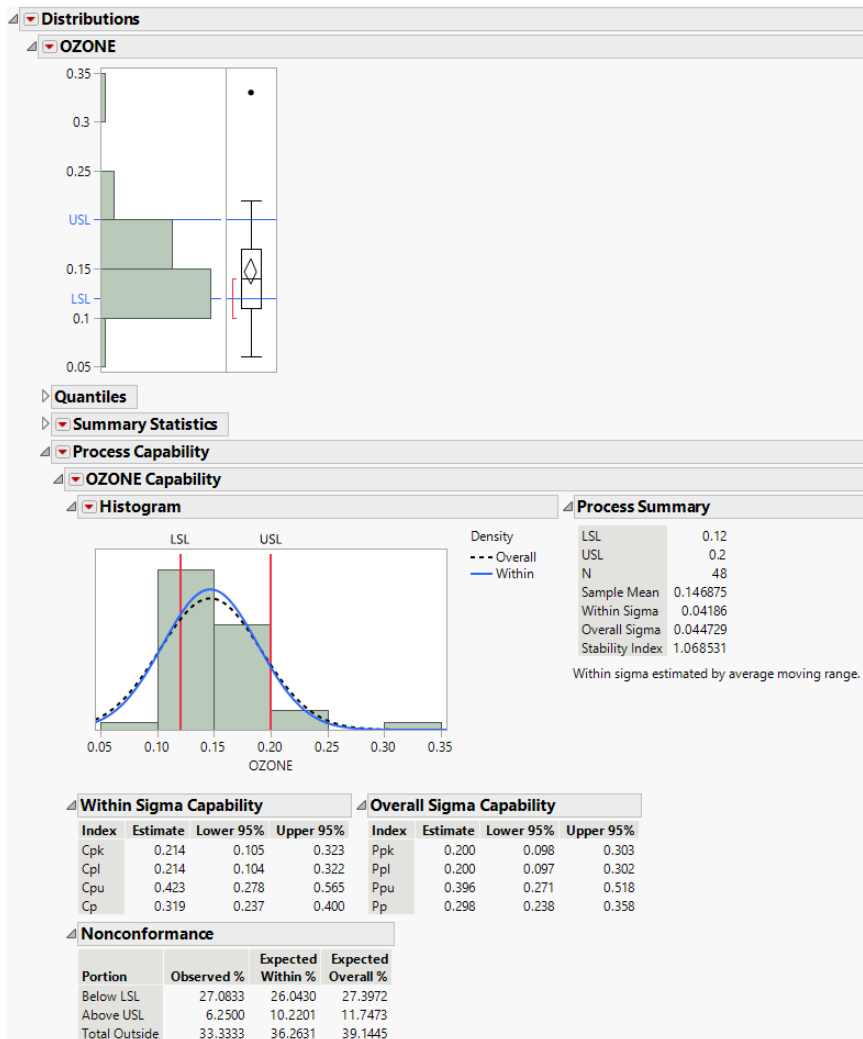 Distributions
OZONE
0.35
0.3
0.25
USL
0.15
LSL
0.1
0.05
Quantiles
Summary Statistics
Process Capability
OZONE Capability
Histogram
LSL USL
0.05 0.10 0.15 0.20 0.25 0.30 0.35
OZONE
Density
Overall
Within
Process Summary
LSL 0.12
USL 0.2
N 48
Sample Mean 0.146875
Within Sigma 0.04186
Overall Sigma 0.044729
Stability Index 1.068531
Within sigma estimated by average moving range.
Within Sigma Capability
Index Estimate Lower 95% Upper 95%
Cpk 0.214 0.105 0.323
Cpl 0.214 0.104 0.322
Cpu 0.423 0.278 0.565
Cp 0.319 0.237 0.400
Overall Sigma Capability
Index Estimate Lower 95% Upper 95%
Ppk 0.200 0.098 0.303
Ppl 0.200 0.097 0.302
Ppu 0.396 0.271 0.518
Pp 0.298 0.238 0.358
Nonconformance
Expected Expected
Portion Observed % Within % Overall %
Below LSL 27.0833 26.0430 27.3972
Above USL 6.2500 10.2201 11.7473
Total Outside 33.3333 36.2631 39.1445